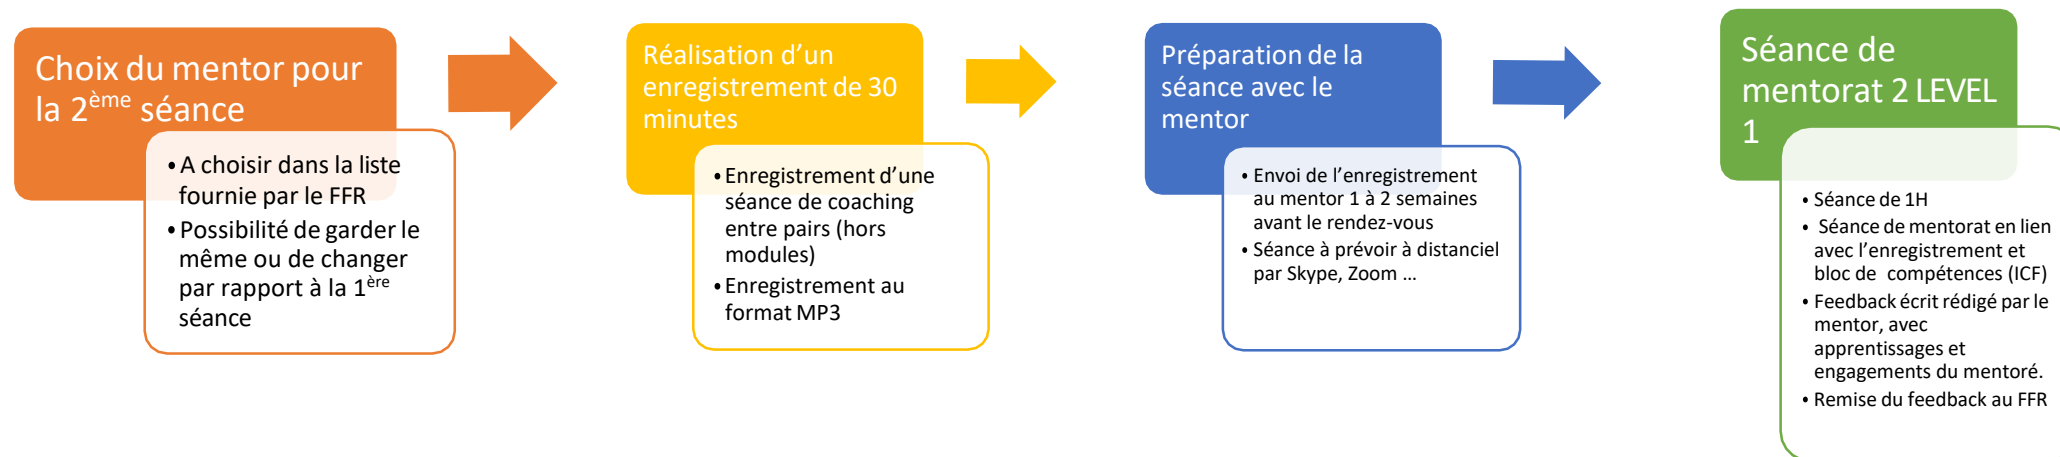 Choix du mentor pour
la 2ème séance
• A choisir dans la liste
fournie par le FFR
• Possibilité de garder le
même ou de changer
par rapport à la 1ère
séance
Réalisation d’un
enregistrement de 30
minutes
• Enregistrement d’une
séance de coaching
entre pairs (hors
modules)
• Enregistrement au
format MP3
Préparation de la
séance avec le
mentor
• Envoi de l’enregistrement
au mentor 1 à 2 semaines
avant le rendez-vous
• Séance à prévoir à distanciel
par Skype, Zoom …
Séance de
mentorat 2 LEVEL
1
• Séance de 1H
• Séance de mentorat en lien
avec l’enregistrement et
bloc de compétences (ICF)
• Feedback écrit rédigé par le
mentor, avec
apprentissages et
engagements du mentoré.
• Remise du feedback au FFR